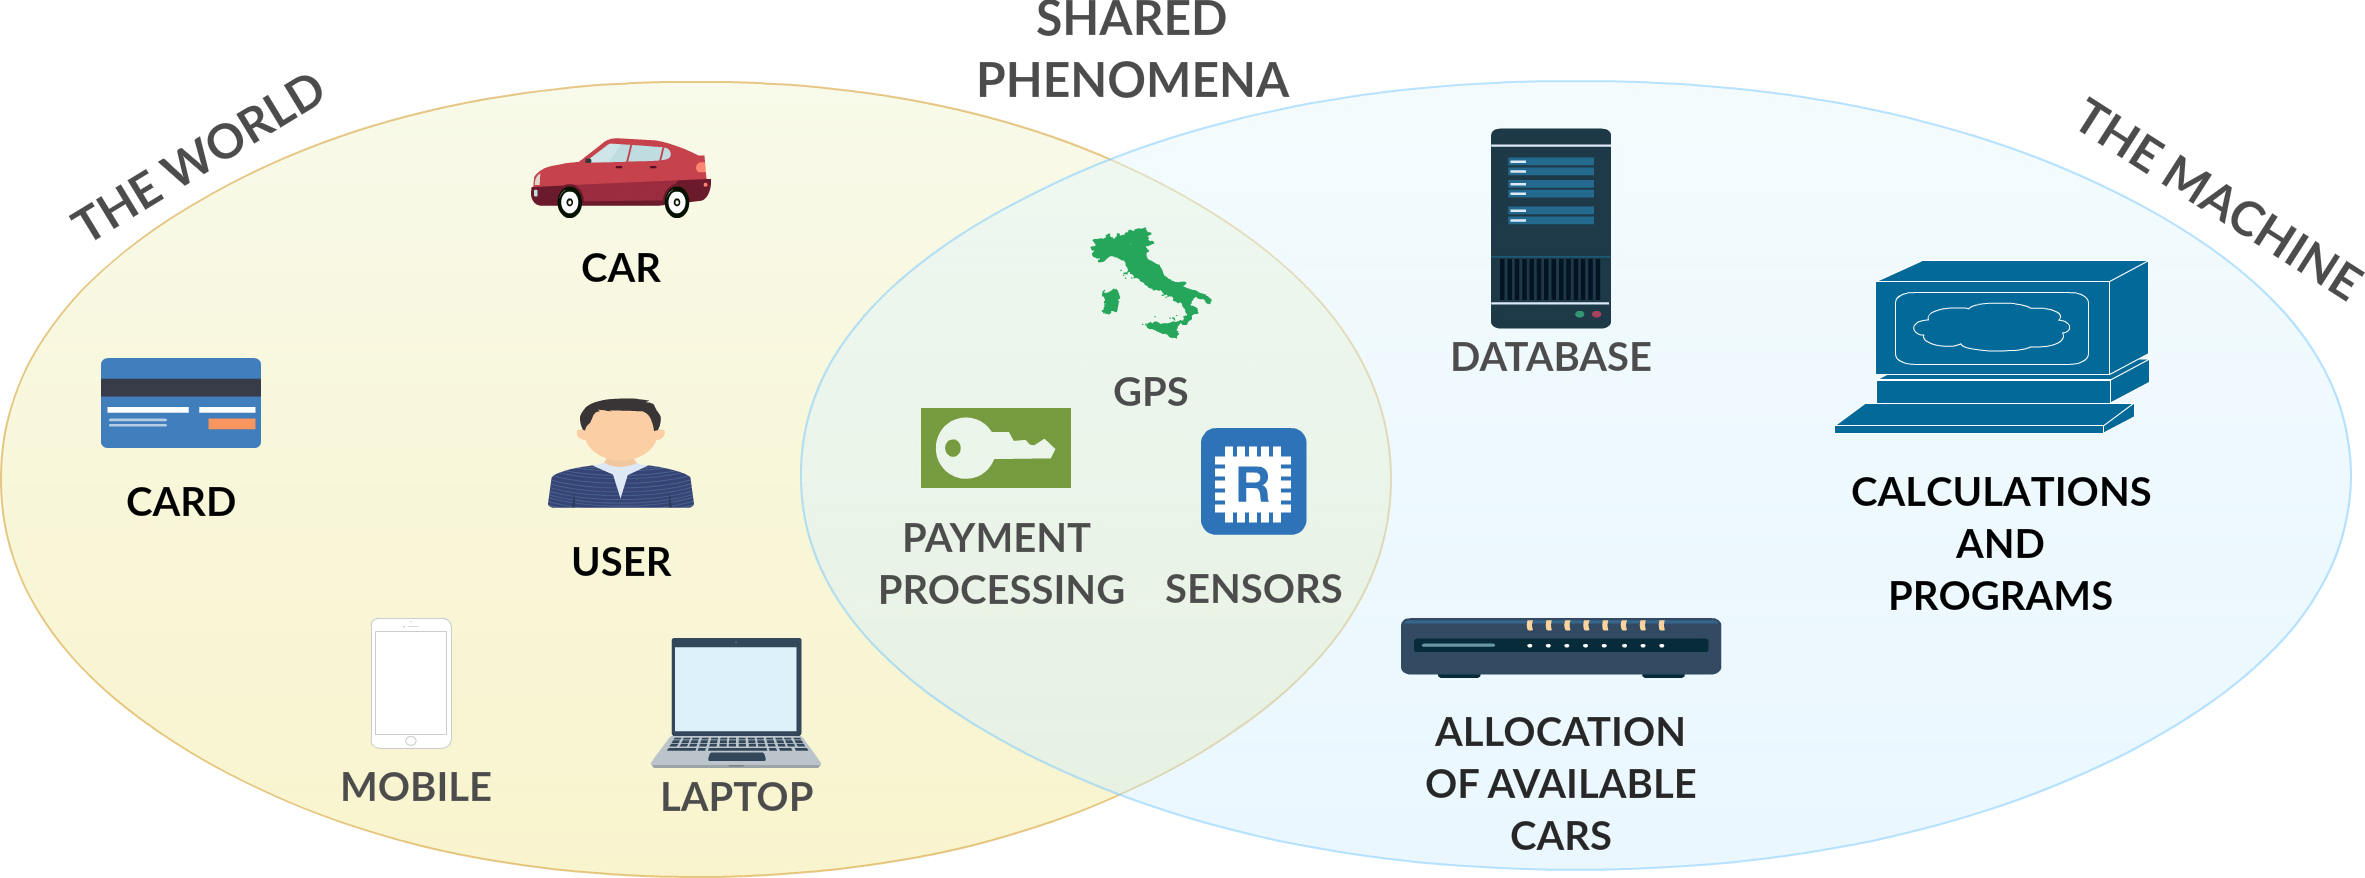 SHARED
PHENOMENA
THE WORLD
THE MACHINE
CAR
CARD
USER
MOBILE
LAPTOP
GPS
R
PAYMENT
PROCESSING
SENSORS
DATABASE
CALCULATIONS
AND
PROGRAMS
ALLOCATION
OF AVAILABLE
CARS